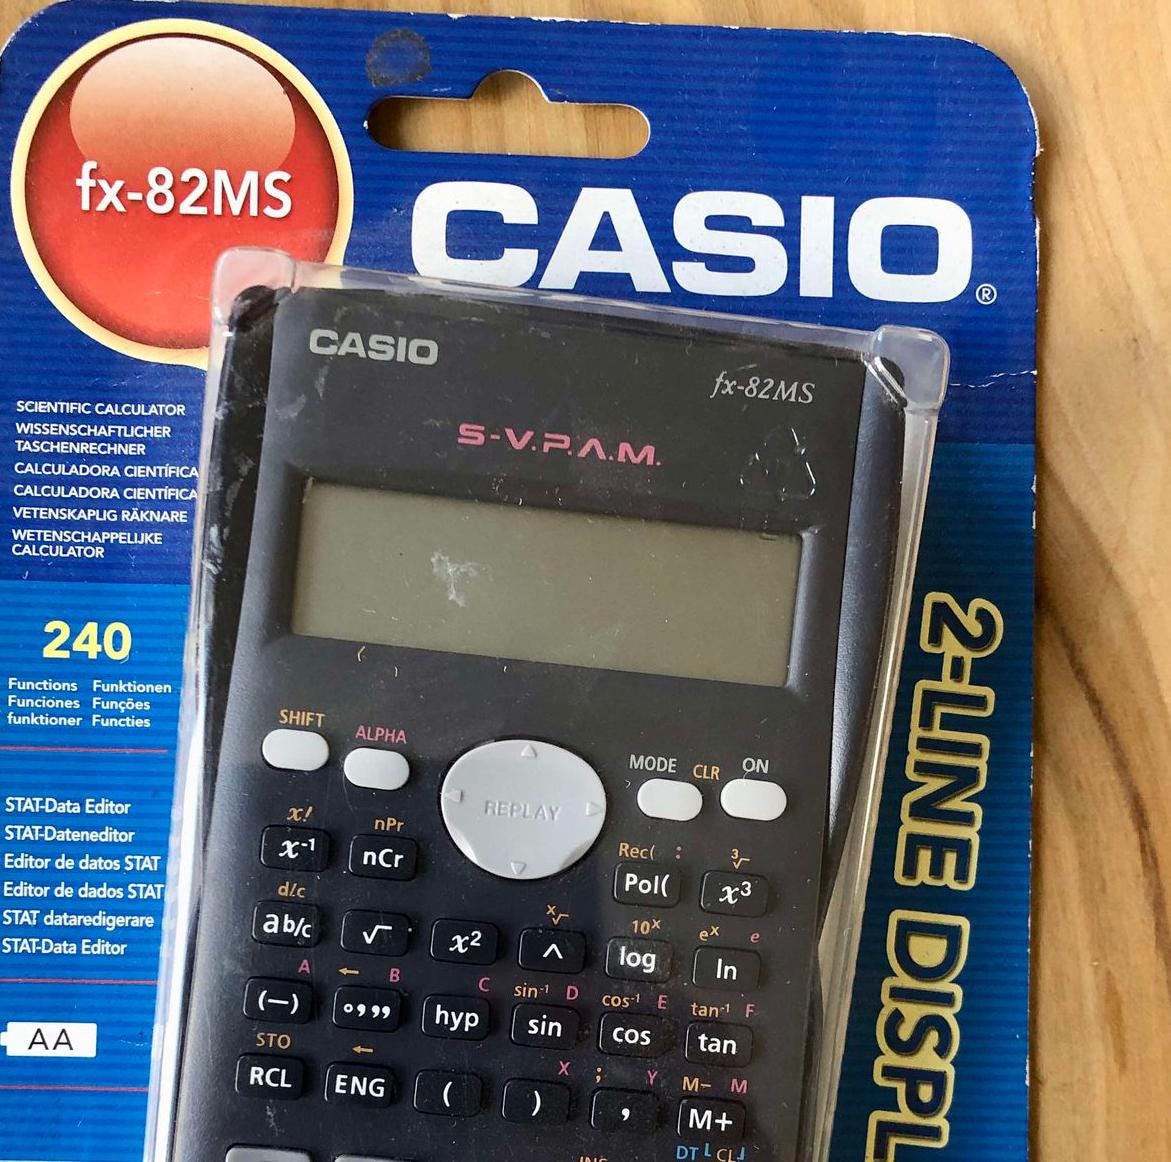 fx-82MS
CASIO®
CASIO
fx-82MS
S-V.P.A.M.
SCIENTIFIC CALCULATOR
WISSENSCHAFTLICHER
TASCHENRECHNER
CALCULADORA CIENTÍFICA
CALCULADORA CIENTÍFICA
VETENSKAPLIG RÄKNARE
WETENSCHAPPELIJKE
CALCULATOR
240
Functions Funktionen
Funciones Funções
funktioner Functies
STAT-Data Editor
STAT-Dateneditor
Editor de datos STAT
Editor de dados STAT
STAT dataredigerare
STAT-Data Editor
AA
2-LINE DISPL
SHIFT ALPHA MODE CLR ON
REPLAY
x! nPr Rec( : ³√
x⁻¹ nCr Pol( x³
d/c ˣ√ 10ˣ eˣ e
ab/c √ x² ^ log ln
A ← B C sin⁻¹ D cos⁻¹ E tan⁻¹ F
(−) °,,, hyp sin cos tan
STO ← X ; Y M− M
RCL ENG ( ) , M+
DT CL